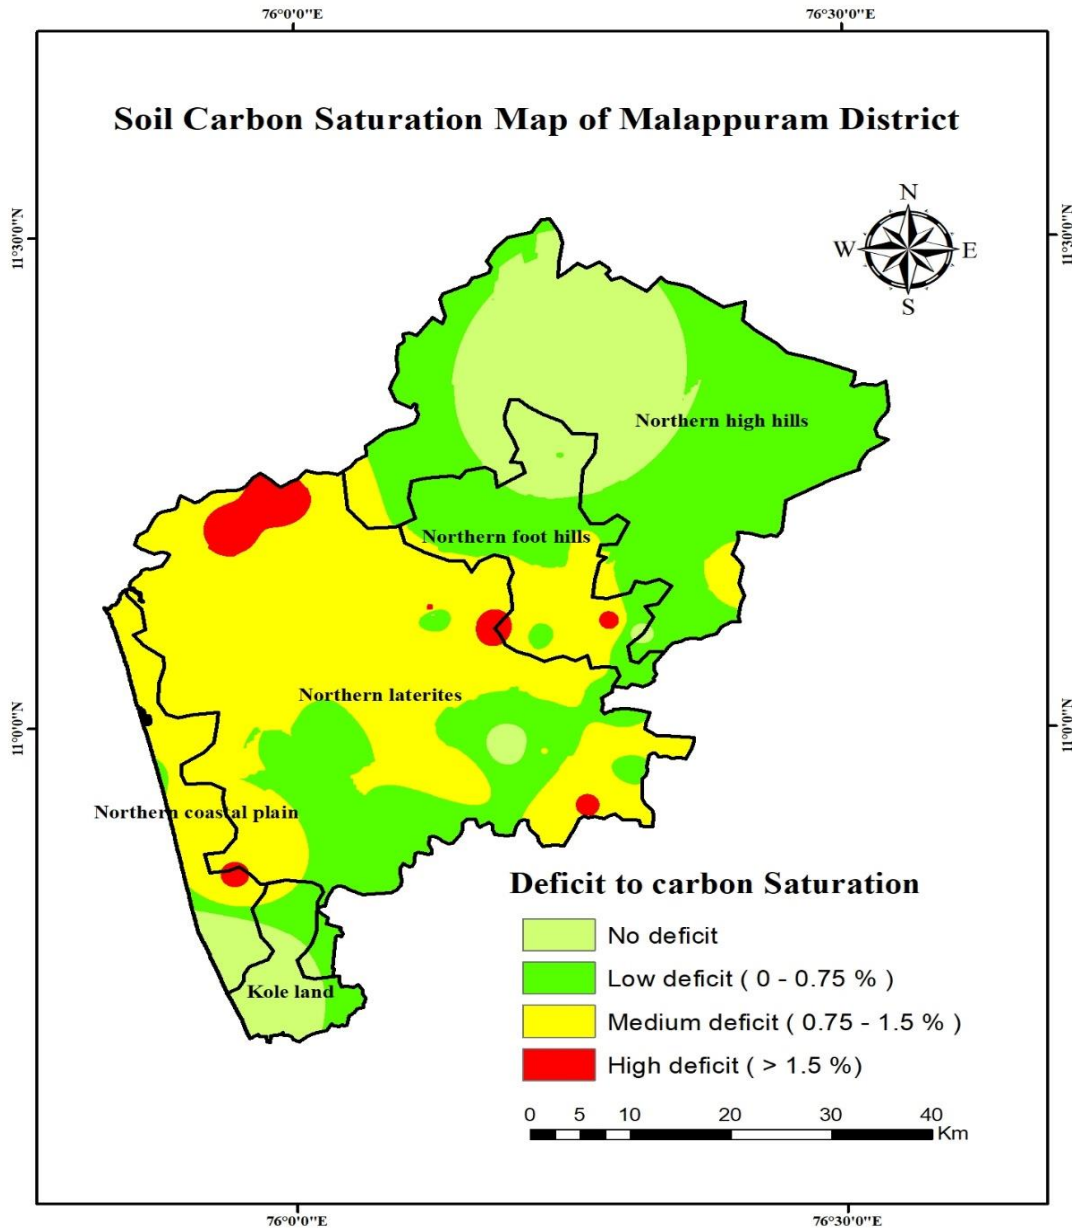 76°0'0"E 76°30'0"E
Soil Carbon Saturation Map of Malappuram District
N
W E
S
11°30'0"N 11°30'0"N
Northern high hills
Northern foot hills
Northern laterites
11°0'0"N 11°0'0"N
Northern coastal plain
Kole land
Deficit to carbon Saturation
No deficit
Low deficit ( 0 - 0.75 % )
Medium deficit ( 0.75 - 1.5 % )
High deficit ( > 1.5 %)
0 5 10 20 30 40
Km
76°0'0"E 76°30'0"E